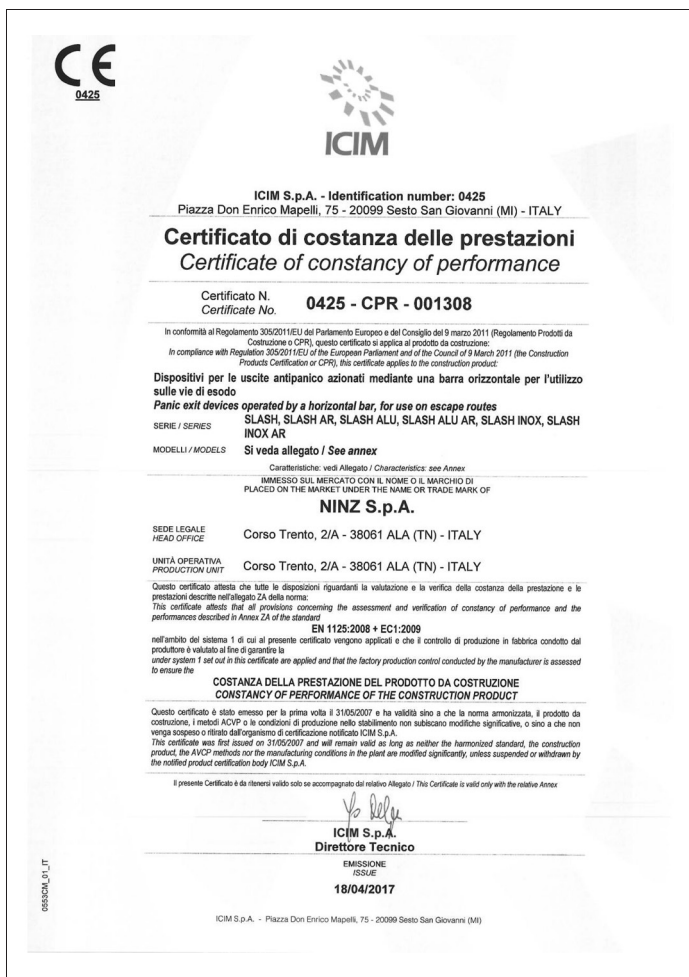 CE
0425
ICIM
ICIM S.p.A. - Identification number: 0425
Piazza Don Enrico Mapelli, 75 - 20099 Sesto San Giovanni (MI) - ITALY
Certificato di costanza delle prestazioni
Certificate of constancy of performance
Certificato N.
Certificate No.
0425 - CPR - 001308
In conformità al Regolamento 305/2011/EU del Parlamento Europeo e del Consiglio del 9 marzo 2011 (Regolamento Prodotti da
Costruzione o CPR), questo certificato si applica al prodotto da costruzione:
In compliance with Regulation 305/2011/EU of the European Parliament and of the Council of 9 March 2011 (the Construction
Products Certification or CPR), this certificate applies to the construction product:
Dispositivi per le uscite antipanico azionati mediante una barra orizzontale per l'utilizzo
sulle vie di esodo
Panic exit devices operated by a horizontal bar, for use on escape routes
SERIE / SERIES
SLASH, SLASH AR, SLASH ALU, SLASH ALU AR, SLASH INOX, SLASH
INOX AR
MODELLI / MODELS
Si veda allegato / See annex
Caratteristiche: vedi Allegato / Characteristics: see Annex
IMMESSO SUL MERCATO CON IL NOME O IL MARCHIO DI
PLACED ON THE MARKET UNDER THE NAME OR TRADE MARK OF
NINZ S.p.A.
SEDE LEGALE
HEAD OFFICE
Corso Trento, 2/A - 38061 ALA (TN) - ITALY
UNITÀ OPERATIVA
PRODUCTION UNIT
Corso Trento, 2/A - 38061 ALA (TN) - ITALY
Questo certificato attesta che tutte le disposizioni riguardanti la valutazione e la verifica della costanza della prestazione e le
prestazioni descritte nell'allegato ZA della norma:
This certificate attests that all provisions concerning the assessment and verification of constancy of performance and the
performances described in Annex ZA of the standard
EN 1125:2008 + EC1:2009
nell'ambito del sistema 1 di cui al presente certificato vengono applicati e che il controllo di produzione in fabbrica condotto dal
produttore è valutato al fine di garantire la
under system 1 set out in this certificate are applied and that the factory production control conducted by the manufacturer is assessed
to ensure the
COSTANZA DELLA PRESTAZIONE DEL PRODOTTO DA COSTRUZIONE
CONSTANCY OF PERFORMANCE OF THE CONSTRUCTION PRODUCT
Questo certificato è stato emesso per la prima volta il 31/05/2007 e ha validità sino a che la norma armonizzata, il prodotto da
costruzione, i metodi ACVP o le condizioni di produzione nello stabilimento non subiscano modifiche significative, o sino a che non
venga sospeso o ritirato dall'organismo di certificazione notificato ICIM S.p.A.
This certificate was first issued on 31/05/2007 and will remain valid as long as neither the harmonized standard, the construction
product, the AVCP methods nor the manufacturing conditions in the plant are modified significantly, unless suspended or withdrawn by
the notified product certification body ICIM S.p.A.
Il presente Certificato è da ritenersi valido solo se accompagnato dal relativo Allegato / This Certificate is valid only with the relative Annex
ICIM S.p.A.
Direttore Tecnico
EMISSIONE
ISSUE
18/04/2017
0553CM_01_IT
ICIM S.p.A. - Piazza Don Enrico Mapelli, 75 - 20099 Sesto San Giovanni (MI)